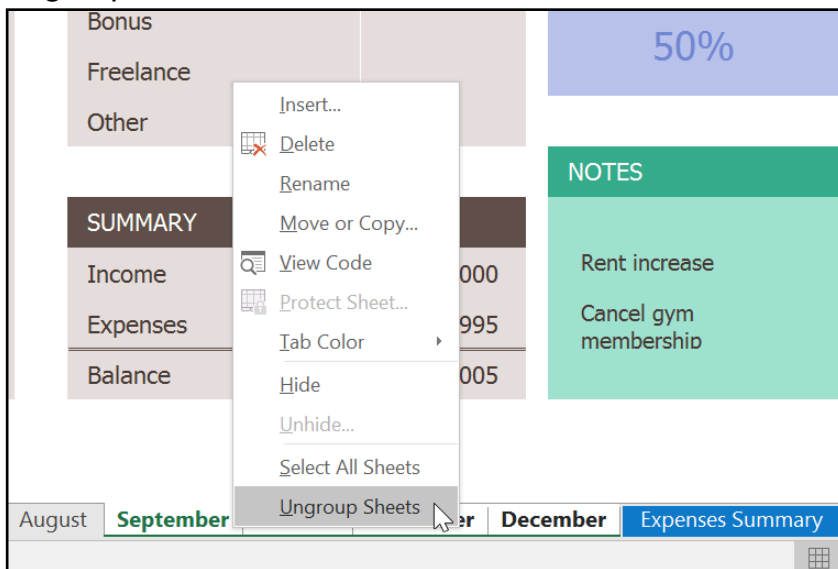 Bonus
50%
Freelance
Other
Insert...
Delete
Rename
NOTES
SUMMARY
Move or Copy...
Income
View Code
000
Rent increase
Protect Sheet...
Expenses
995
Cancel gym
membership
Tab Color
Balance
Hide
005
Unhide...
Select All Sheets
Ungroup Sheets
August September er December Expenses Summary